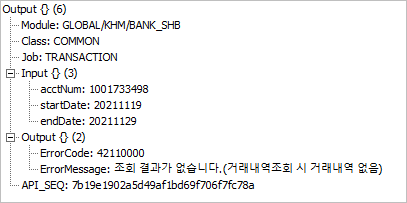 Output {} (6)
Module: GLOBAL/KHM/BANK_SHB
Class: COMMON
Job: TRANSACTION
Input {} (3)
acctNum: 1001733498
startDate: 20211119
endDate: 20211129
Output {} (2)
ErrorCode: 42110000
ErrorMessage: 조회 결과가 없습니다.(거래내역조회 시 거래내역 없음)
API_SEQ: 7b19e1902a5d49af1bd69f706f7fc78a